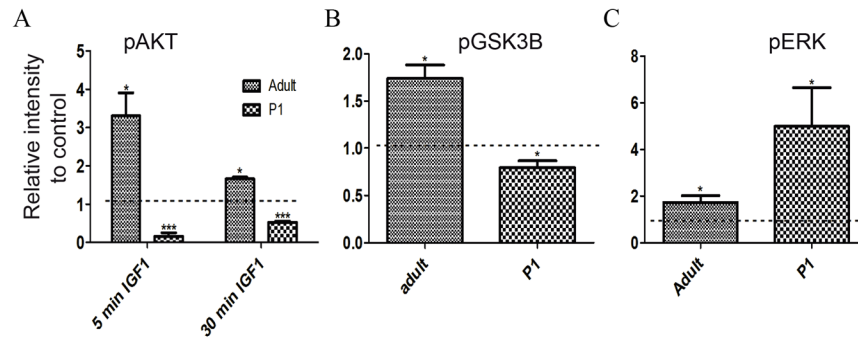 A
B
C
pAKT
pGSK3B
pERK
Relative intensity
to control
5
4
3
2
1
0
*
***
*
***
Adult
P1
5 min IGF1
30 min IGF1
2.0
1.5
1.0
0.5
0.0
*
*
adult
P1
8
6
4
2
0
*
*
Adult
P1